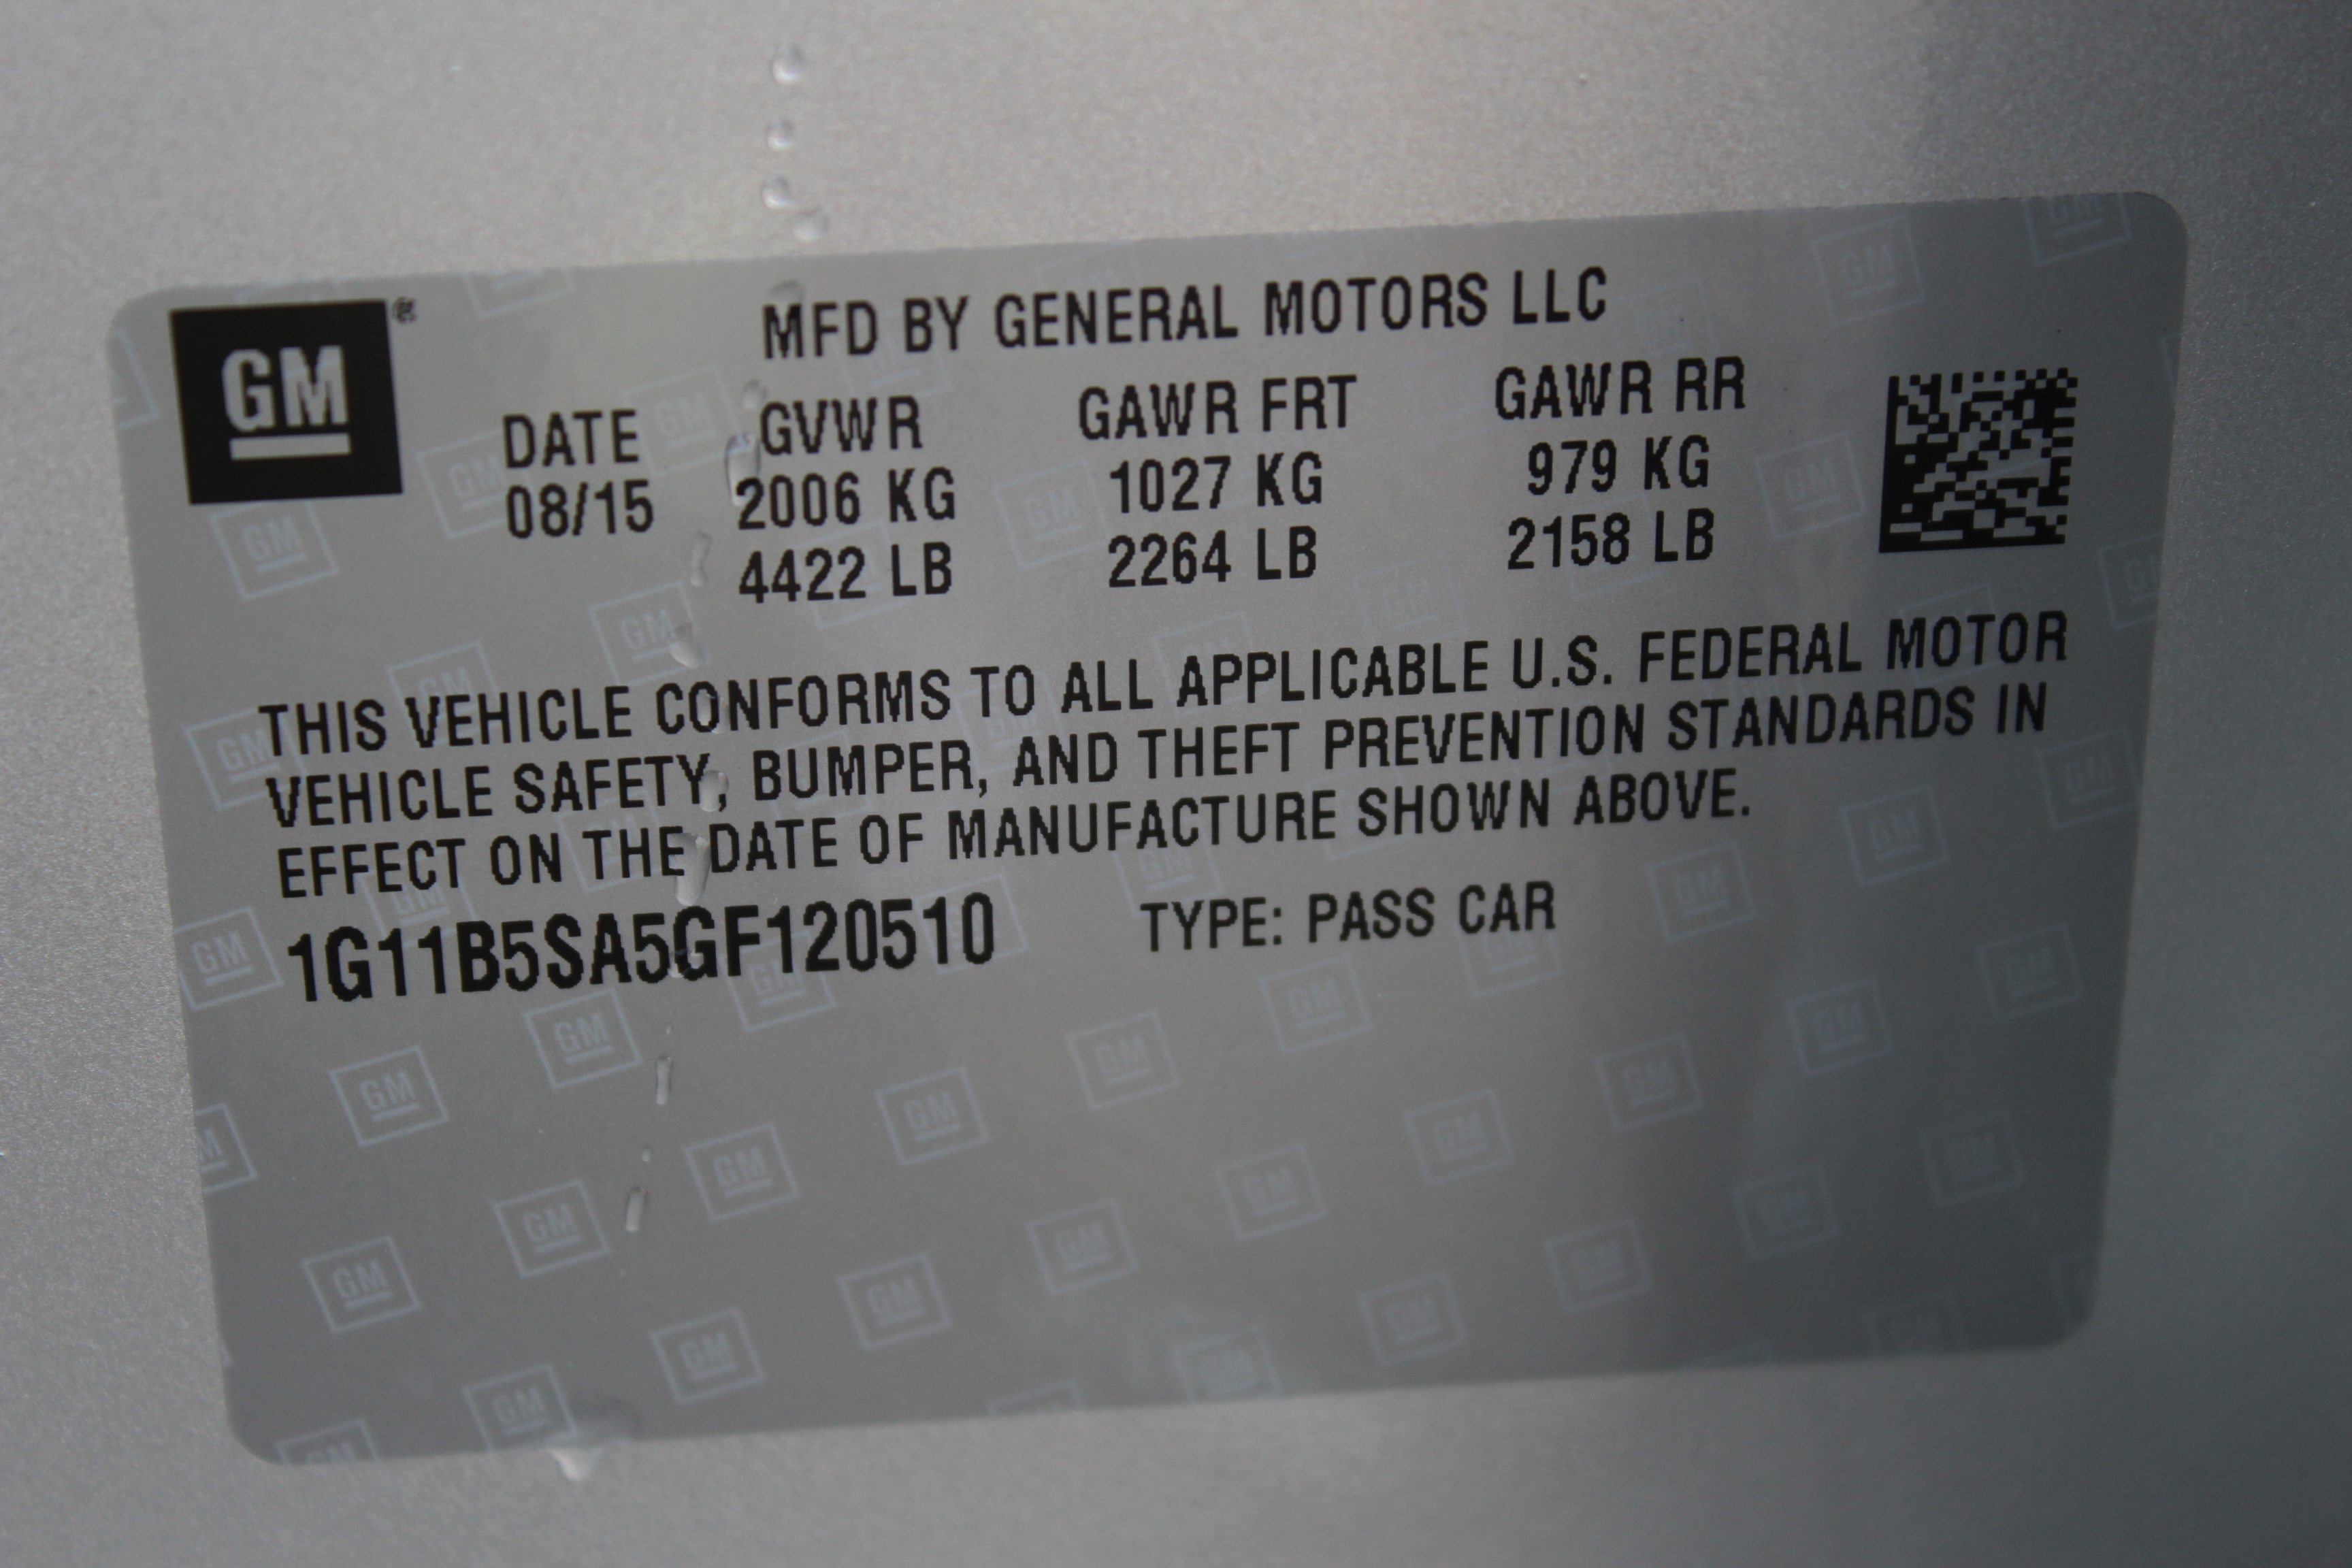 GM®
MFD BY GENERAL MOTORS LLC
DATE GVWR GAWR FRT GAWR RR
08/15 2006 KG 1027 KG 979 KG
4422 LB 2264 LB 2158 LB
THIS VEHICLE CONFORMS TO ALL APPLICABLE U.S. FEDERAL MOTOR
VEHICLE SAFETY, BUMPER, AND THEFT PREVENTION STANDARDS IN
EFFECT ON THE DATE OF MANUFACTURE SHOWN ABOVE.
1G11B5SA5GF120510 TYPE: PASS CAR